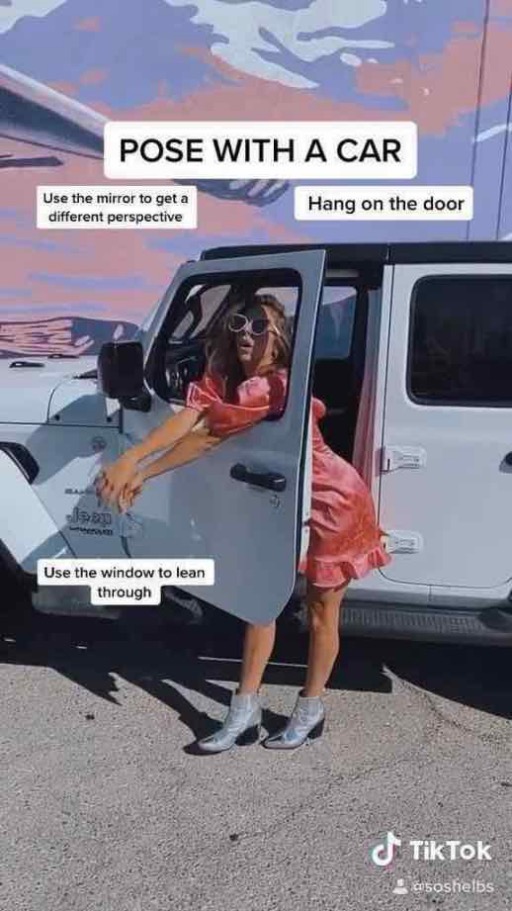 POSE WITH A CAR
Use the mirror to get a
different perspective
Hang on the door
Jeep
Use the window to lean
through
TikTok
@soshelbs